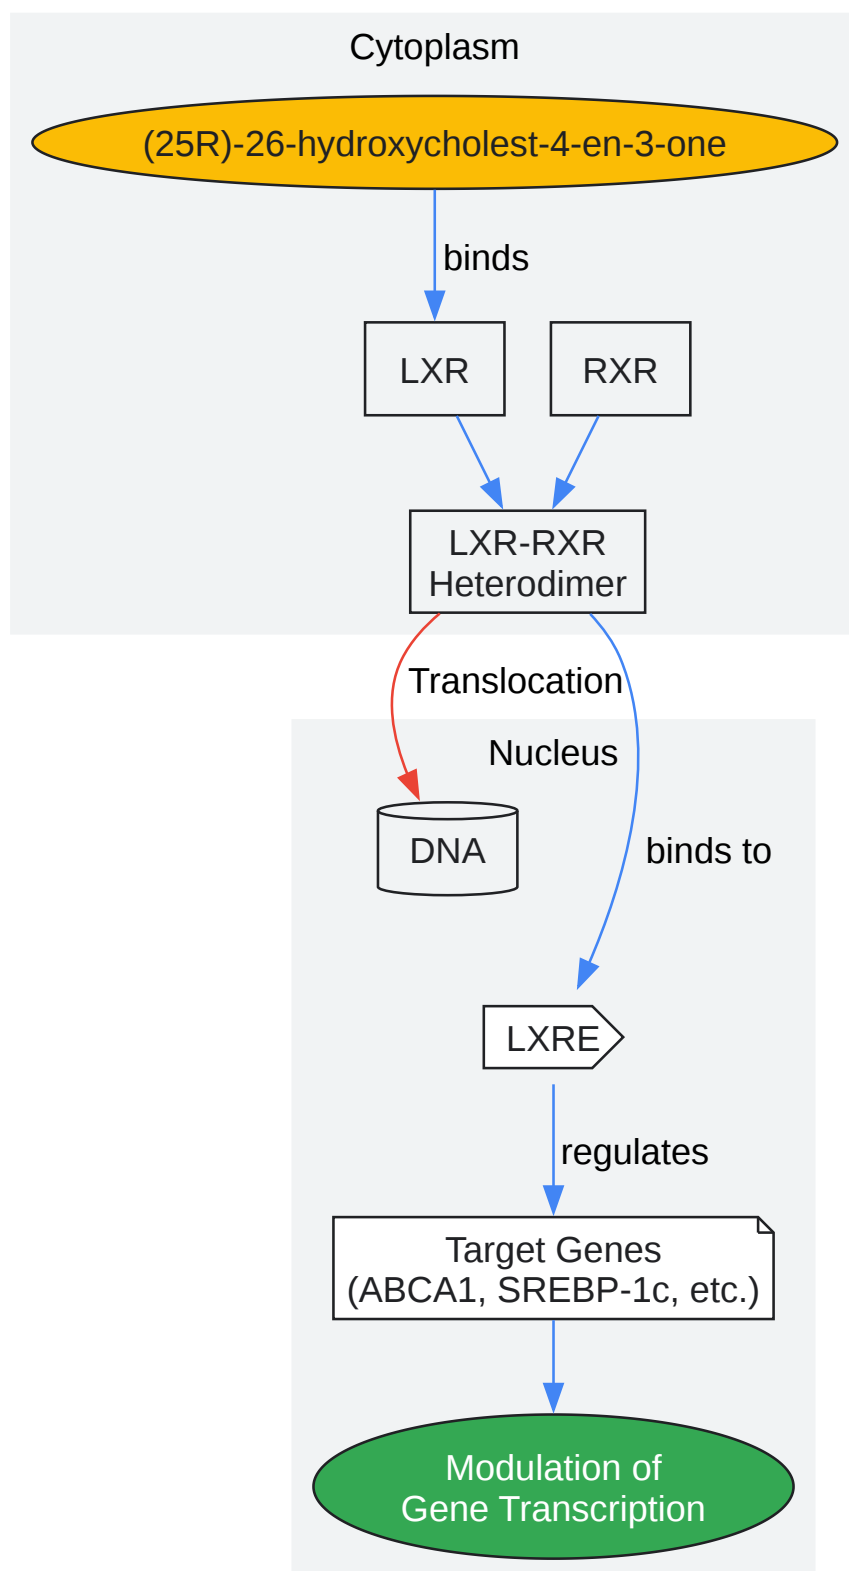 Cytoplasm
(25R)-26-hydroxycholest-4-en-3-one
binds
LXR
RXR
LXR-RXR
Heterodimer
Translocation
Nucleus
DNA
binds to
LXRE
regulates
Target Genes
(ABCA1, SREBP-1c, etc.)
Modulation of
Gene Transcription